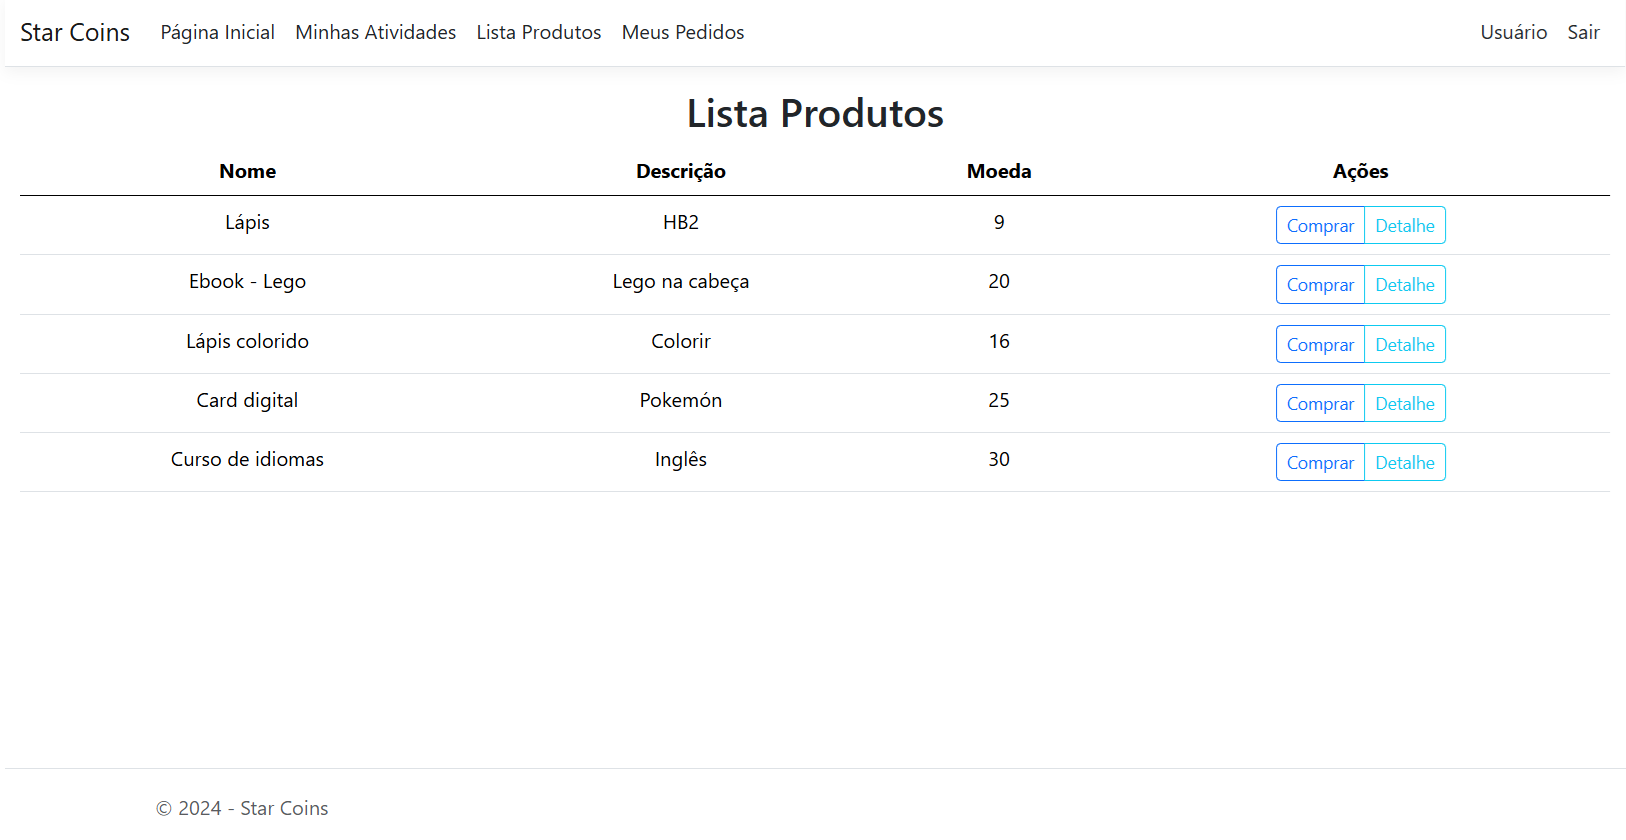 Star Coins Página Inicial Minhas Atividades Lista Produtos Meus Pedidos Usuário Sair
Lista Produtos
Nome Descrição Moeda Ações
Lápis HB2 9 Comprar Detalhe
Ebook - Lego Lego na cabeça 20 Comprar Detalhe
Lápis colorido Colorir 16 Comprar Detalhe
Card digital Pokemón 25 Comprar Detalhe
Curso de idiomas Inglês 30 Comprar Detalhe
© 2024 - Star Coins